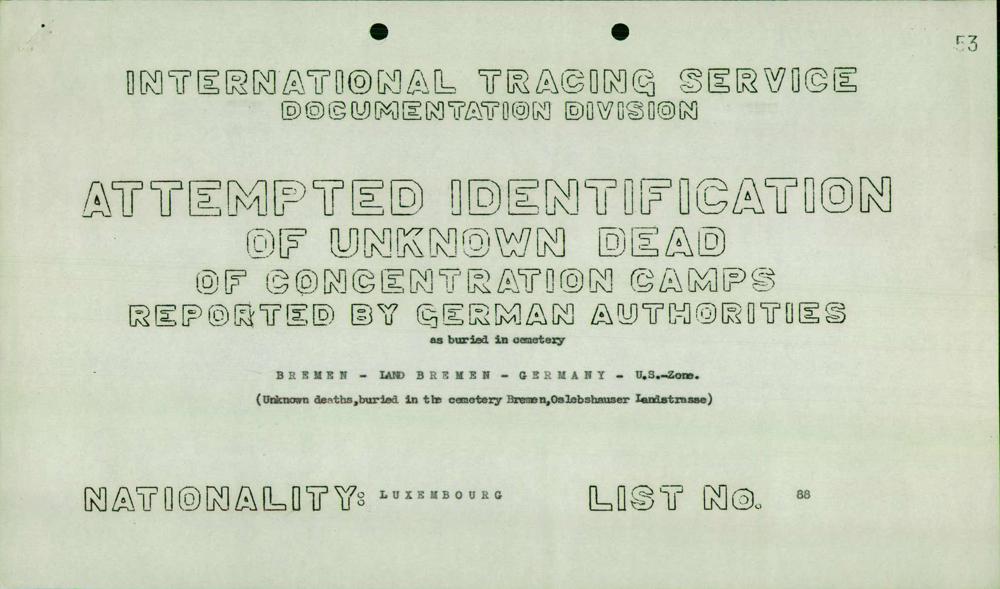 53
INTERNATIONAL TRACING SERVICE
DOCUMENTATION DIVISION
ATTEMPTED IDENTIFICATION
OF UNKNOWN DEAD
OF CONCENTRATION CAMPS
REPORTED BY GERMAN AUTHORITIES
as buried in cemetery
BREMEN - LAND BREMEN - GERMANY - U.S.-Zone.
(Unknown deaths,buried in the cemetery Bremen,Oslebshauser Landstrasse)
NATIONALITY: LUXEMBOURG LIST No. 88